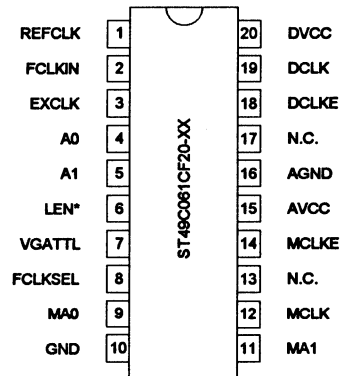 REFCLK 1 20 DVCC
FCLKIN 2 19 DCLK
EXCLK 3 18 DCLKE
A0 4 17 N.C.
A1 5 16 AGND
LEN* 6 15 AVCC
VGATTL 7 14 MCLKE
FCLKSEL 8 13 N.C.
MA0 9 12 MCLK
GND 10 11 MA1
ST49C061CF20-XX